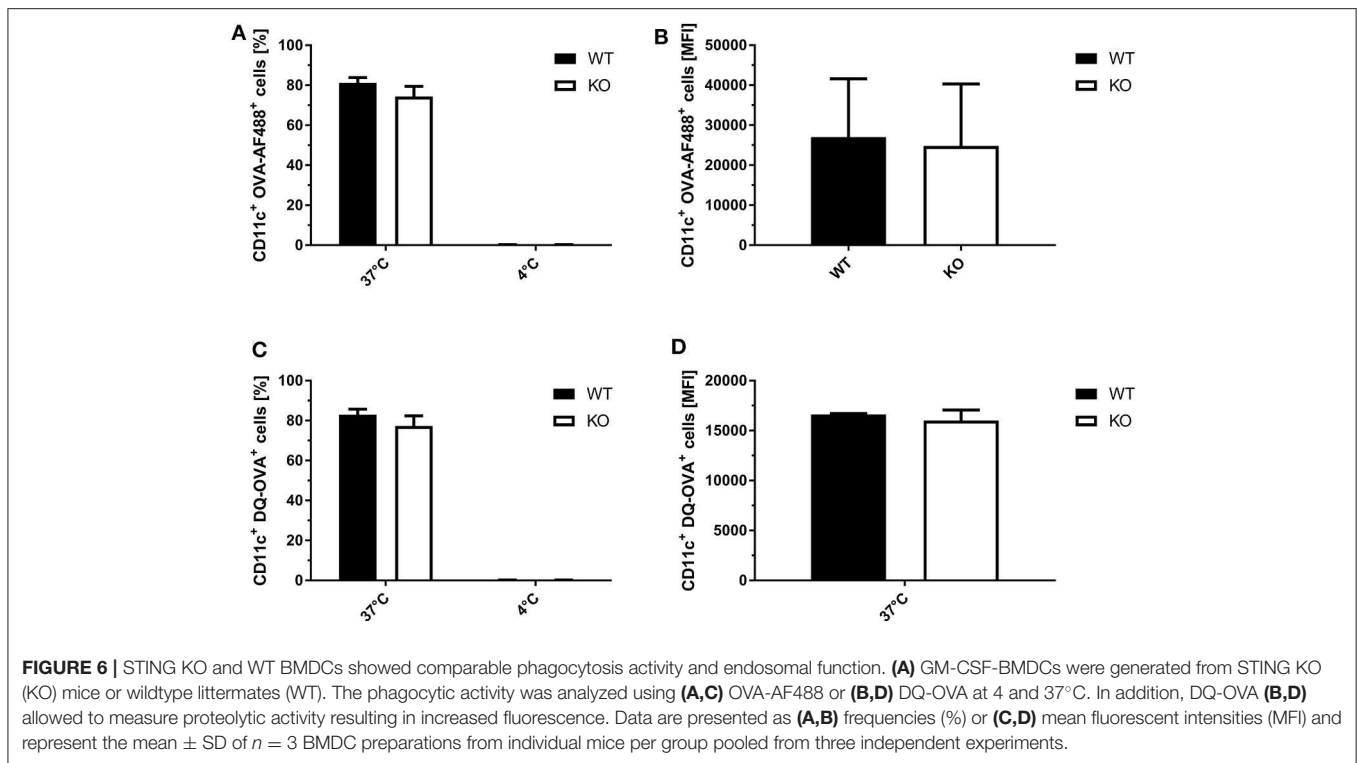 A
CD11c+ OVA-AF488+ cells [%]
100
80
60
40
20
0
37°C
4°C
WT
KO
B
CD11c+ OVA-AF488+ cells [MFI]
50000
40000
30000
20000
10000
0
WT
KO
WT
KO
C
CD11c+ DQ-OVA+ cells [%]
100
80
60
40
20
0
37°C
4°C
WT
KO
D
CD11c+ DQ-OVA+ cells [MFI]
20000
15000
10000
5000
0
37°C
WT
KO
FIGURE 6 | STING KO and WT BMDCs showed comparable phagocytosis activity and endosomal function. (A) GM-CSF-BMDCs were generated from STING KO
(KO) mice or wildtype littermates (WT). The phagocytic activity was analyzed using (A,C) OVA-AF488 or (B,D) DQ-OVA at 4 and 37°C. In addition, DQ-OVA (B,D)
allowed to measure proteolytic activity resulting in increased fluorescence. Data are presented as (A,B) frequencies (%) or (C,D) mean fluorescent intensities (MFI) and
represent the mean ± SD of n = 3 BMDC preparations from individual mice per group pooled from three independent experiments.